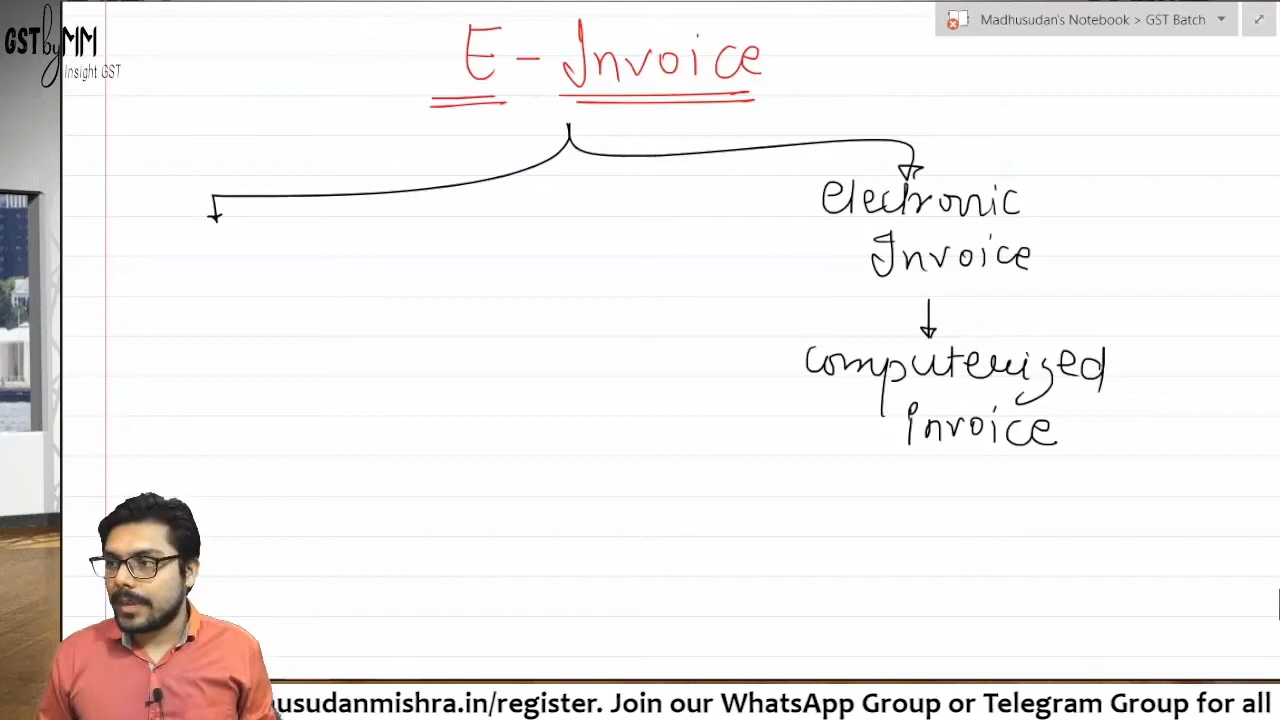 GST by MM
Insight GST
Madhusudan's Notebook > GST Batch
E - Invoice
Electronic
Invoice
Computerized
invoice
usudanmishra.in/register. Join our WhatsApp Group or Telegram Group for all